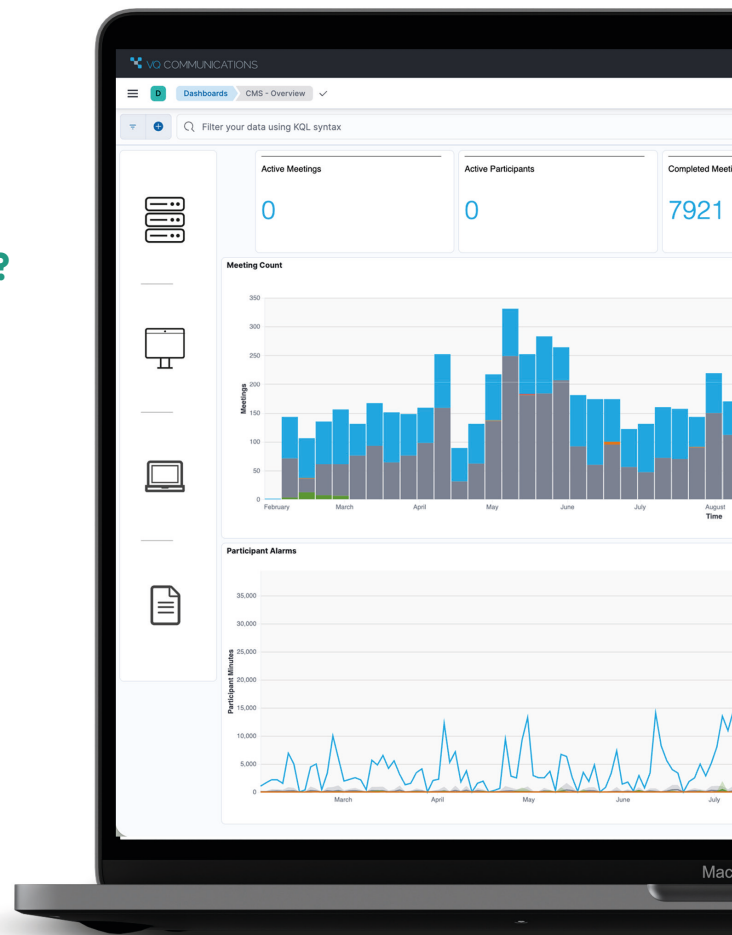 ?
VQ COMMUNICATIONS
D Dashboards CMS - Overview
Filter your data using KQL syntax
Active Meetings
0
Active Participants
0
Completed Meeti
7921
Meeting Count
350
300
250
200
150
100
50
0
Meetings
February March April May June July August
Time
Participant Alarms
35,000
30,000
25,000
20,000
15,000
10,000
5,000
0
Participant Minutes
March April May June July
Mac